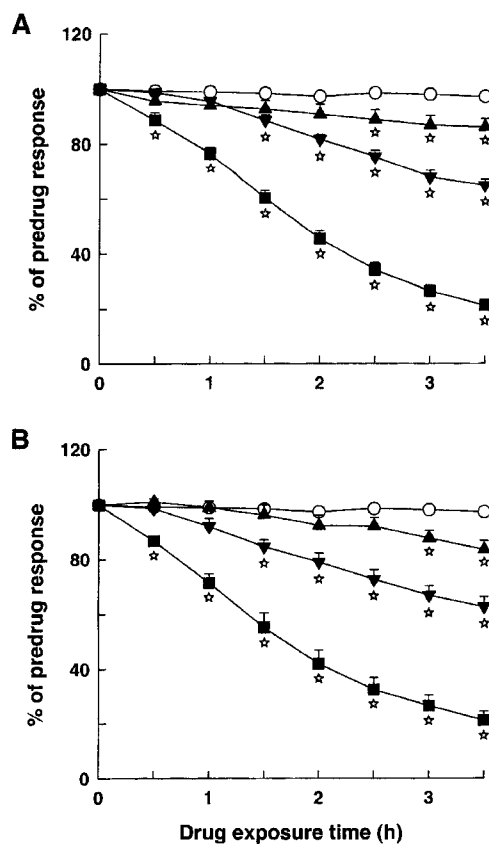 A
120
80
40
0
% of predrug response
0 1 2 3
B
120
80
40
0
% of predrug response
0 1 2 3
Drug exposure time (h)